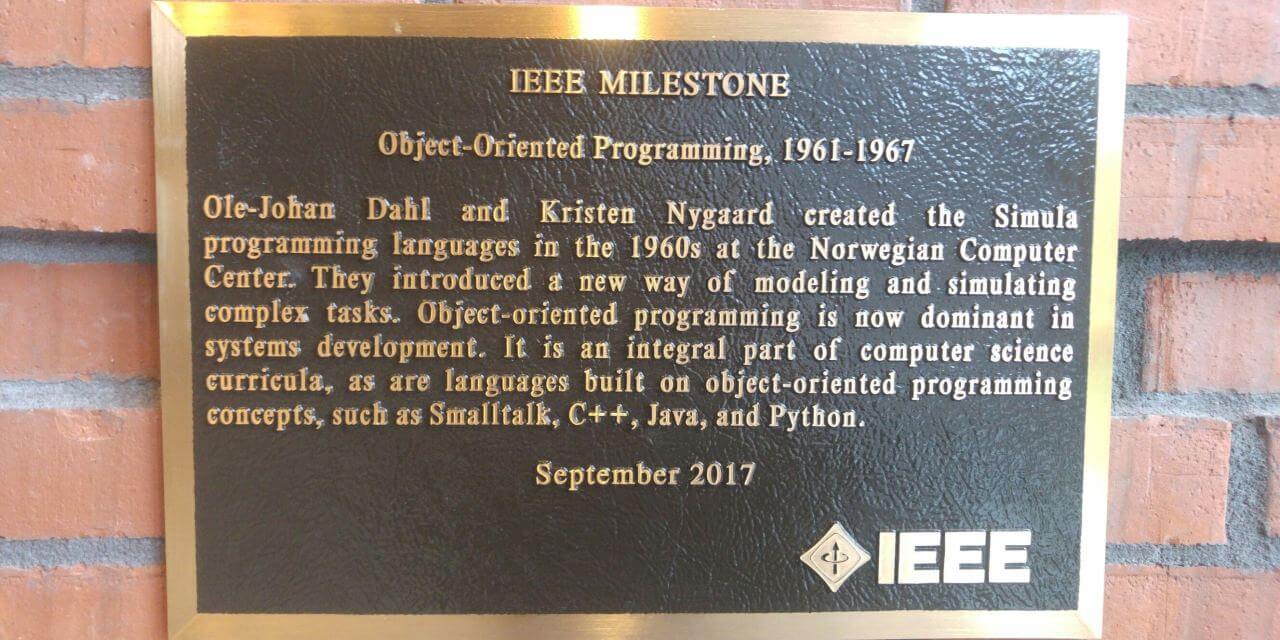 IEEE MILESTONE
Object-Oriented Programming, 1961-1967
Ole-Johan Dahl and Kristen Nygaard created the Simula
programming languages in the 1960s at the Norwegian Computer
Center. They introduced a new way of modeling and simulating
complex tasks. Object-oriented programming is now dominant in
systems development. It is an integral part of computer science
curricula, as are languages built on object-oriented programming
concepts, such as Smalltalk, C++, Java, and Python.
September 2017
IEEE